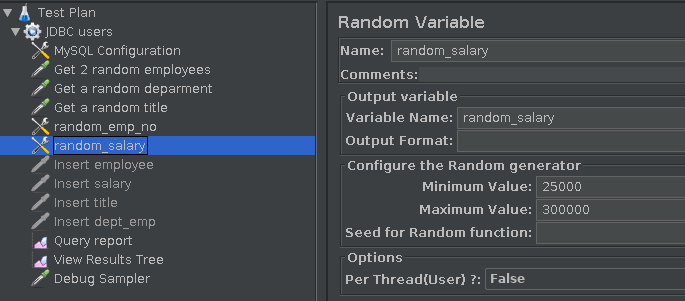 Test Plan
JDBC users
MySQL Configuration
Get 2 random employees
Get a random deparment
Get a random title
random_emp_no
random_salary
Insert employee
Insert salary
Insert title
Insert dept_emp
Query report
View Results Tree
Debug Sampler
Random Variable
Name: random_salary
Comments:
Output variable
Variable Name: random_salary
Output Format:
Configure the Random generator
Minimum Value: 25000
Maximum Value: 300000
Seed for Random function:
Options
Per Thread{User} ?: False